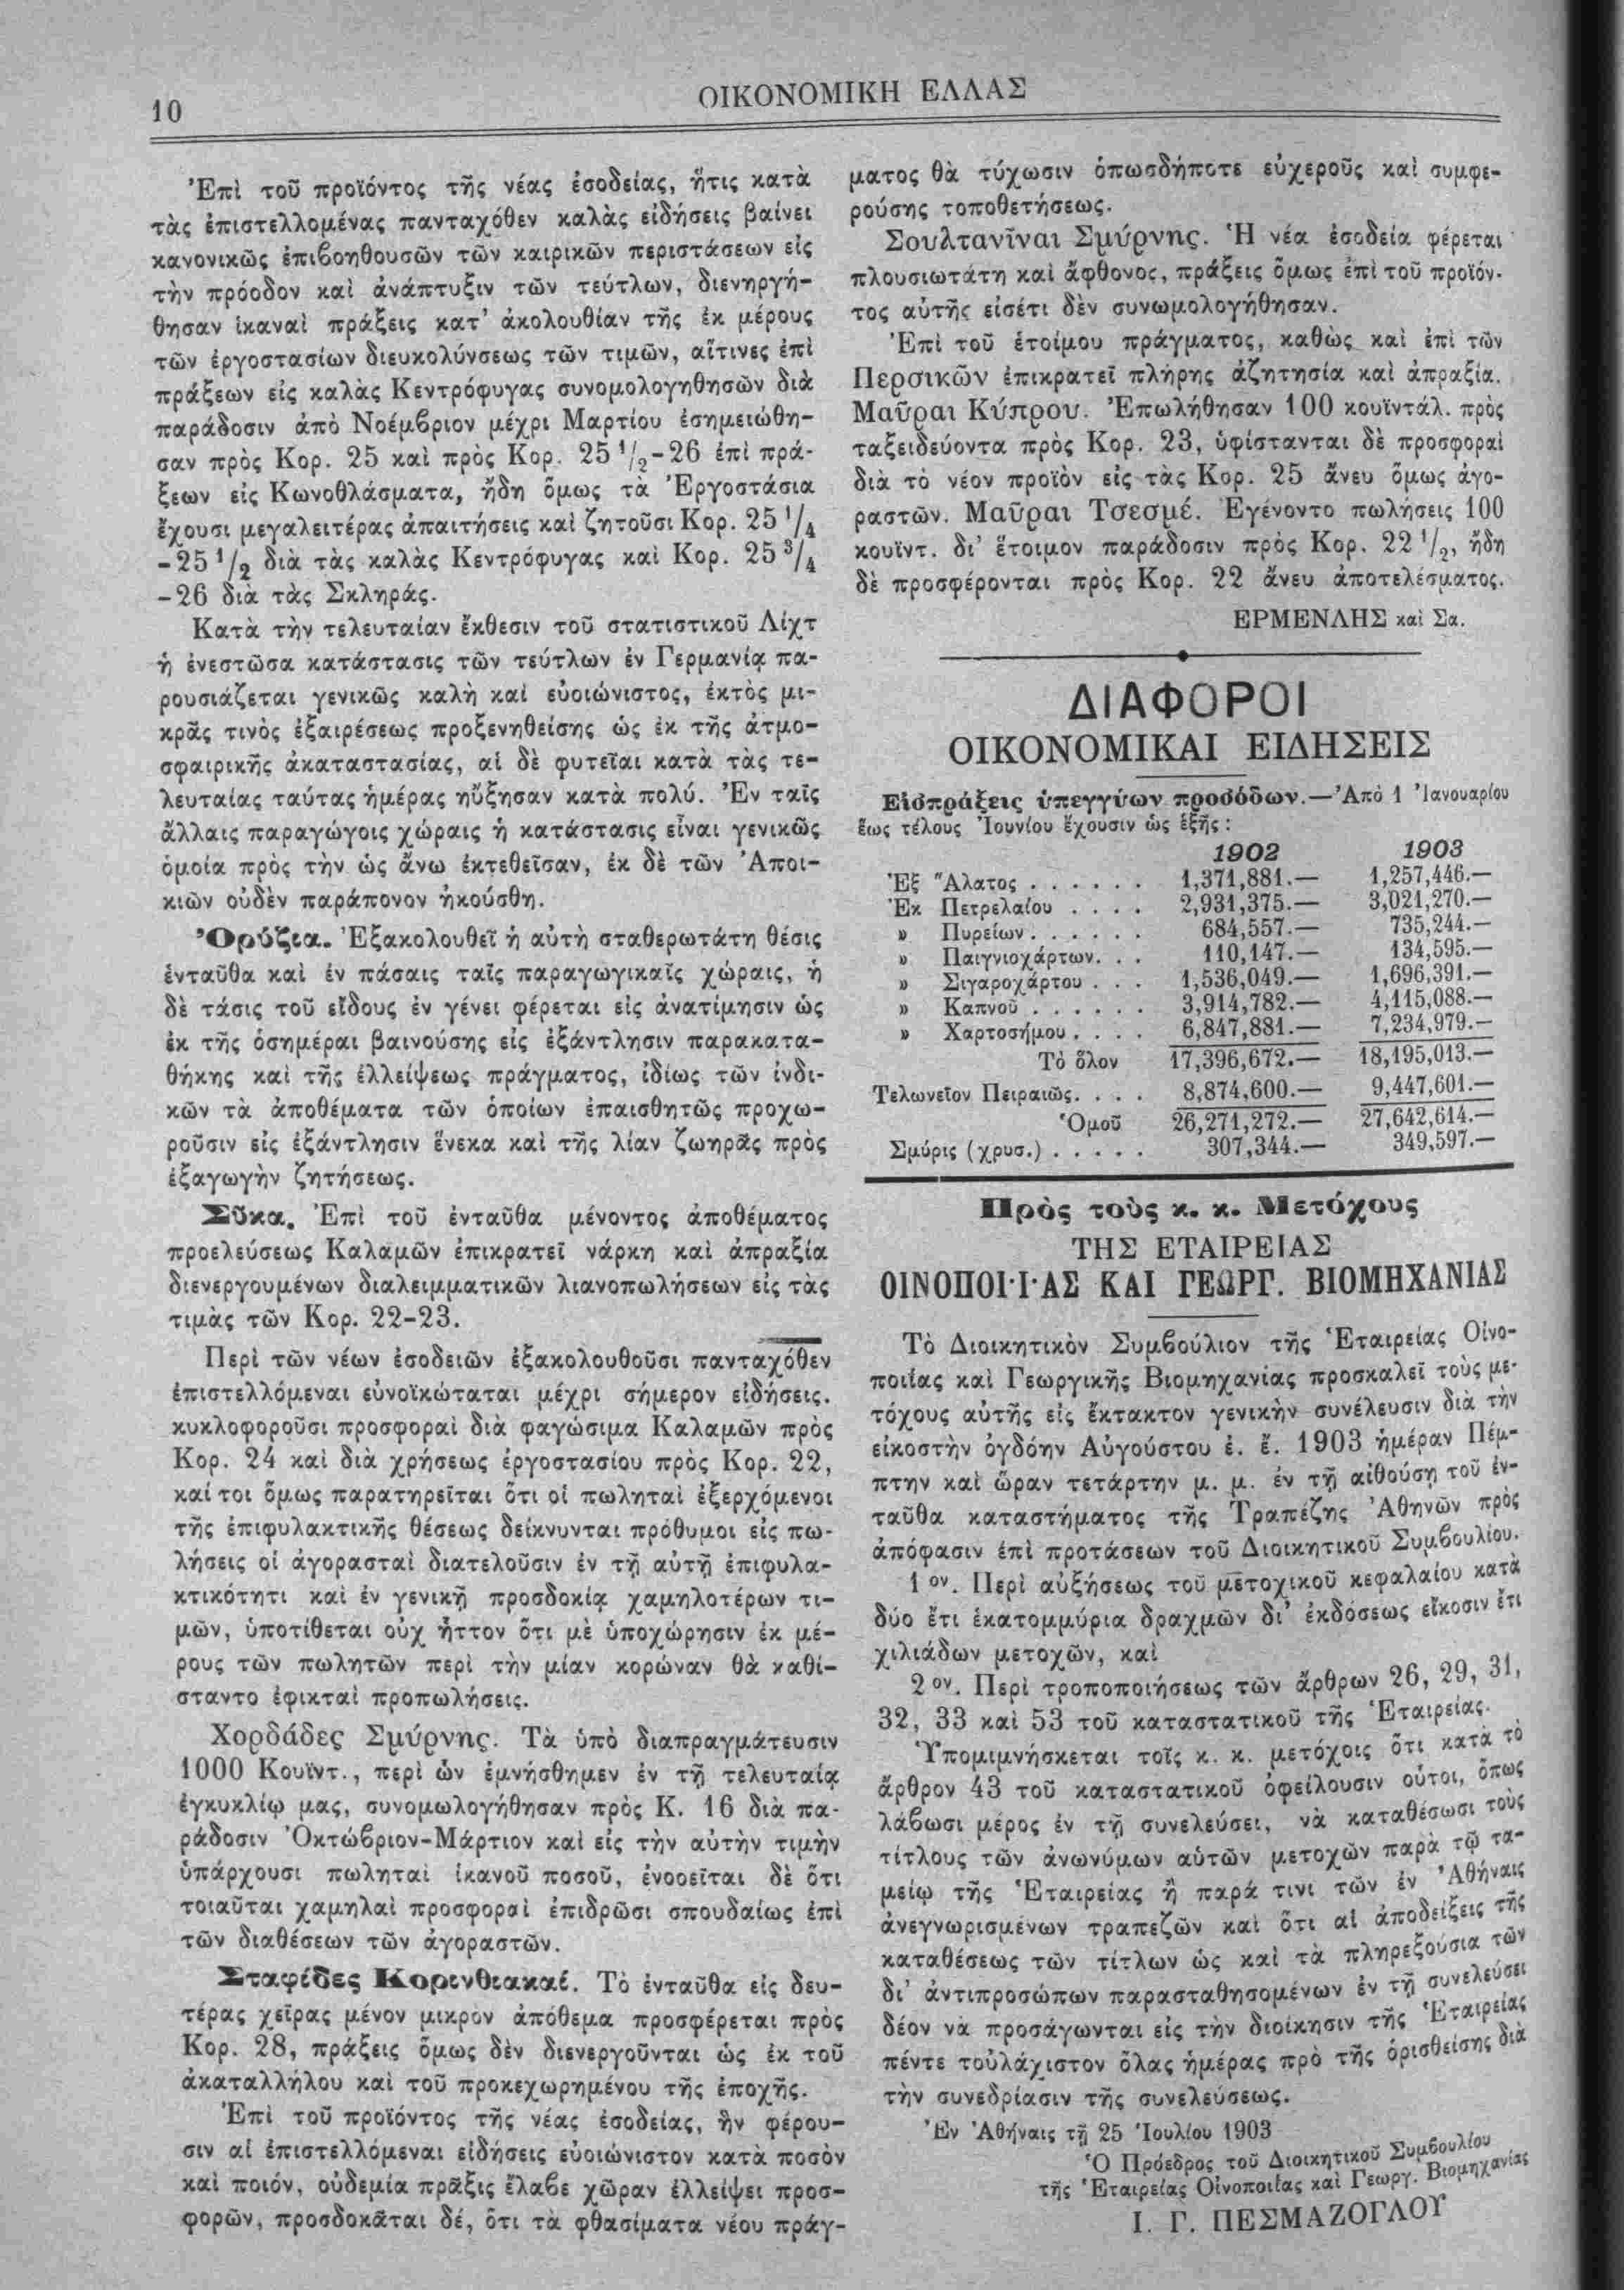 10
ΟΙΚΟΝΟΜΙΚΗ ΕΛΛΑΣ
Ἐπὶ τοῦ προϊόντος τῆς νέας ἐσοδείας, ἥτις κατὰ
τὰς ἐπιστελλομένας πανταχόθεν καλὰς εἰδήσεις βαίνει
κανονικῶς ἐπιβοηθουσῶν τῶν καιρικῶν περιστάσεων εἰς
τὴν πρόοδον καὶ ἀνάπτυξιν τῶν τεύτλων, διενηργή-
θησαν ἱκαναὶ πράξεις κατ' ἀκολουθίαν τῆς ἐκ μέρους
τῶν ἐργοστασίων διευκολύνσεως τῶν τιμῶν, αἵτινες ἐπὶ
πράξεων εἰς καλὰς Κεντρόφυγας συνομολογηθησῶν διὰ
παράδοσιν ἀπὸ Νοέμβριον μέχρι Μαρτίου ἐσημειώθη-
σαν πρὸς Κορ. 25 καὶ πρὸς Κορ. 25 1/2-26 ἐπὶ πρά-
ξεων εἰς Κωνοθλάσματα, ἤδη ὅμως τὰ Ἐργοστάσια
ἔχουσι μεγαλειτέρας ἀπαιτήσεις καὶ ζητοῦσι Κορ. 25 1/4
-25 1/2 διὰ τὰς καλὰς Κεντρόφυγας καὶ Κορ. 25 3/4
-26 διὰ τὰς Σκληράς.
Κατὰ τὴν τελευταίαν ἔκθεσιν τοῦ στατιστικοῦ Λίχτ
ἡ ἐνεστῶσα κατάστασις τῶν τεύτλων ἐν Γερμανίᾳ πα-
ρουσιάζεται γενικῶς καλὴ καὶ εὐοιώνιστος, ἐκτὸς μι-
κρᾶς τινὸς ἐξαιρέσεως προξενηθείσης ὡς ἐκ τῆς ἀτμο-
σφαιρικῆς ἀκαταστασίας, αἱ δὲ φυτεῖαι κατὰ τὰς τε-
λευταίας ταύτας ἡμέρας ηὔξησαν κατὰ πολύ. Ἐν ταῖς
ἄλλαις παραγώγοις χώραις ἡ κατάστασις εἶναι γενικῶς
ὁμοία πρὸς τὴν ὡς ἄνω ἐκτεθεῖσαν, ἐκ δὲ τῶν Ἀποι-
κιῶν οὐδὲν παράπονον ἠκούσθη.
Ὀρύζια. Ἐξακολουθεῖ ἡ αὐτὴ σταθερωτάτη θέσις
ἐνταῦθα καὶ ἐν πάσαις ταῖς παραγωγικαῖς χώραις, ἡ
δὲ τάσις τοῦ εἴδους ἐν γένει φέρεται εἰς ἀνατίμησιν ὡς
ἐκ τῆς ὁσημέραι βαινούσης εἰς ἐξάντλησιν παρακατα-
θήκης καὶ τῆς ἐλλείψεως πράγματος, ἰδίως τῶν ἰνδι-
κῶν τὰ ἀποθέματα τῶν ὁποίων ἐπαισθητῶς προχω-
ροῦσιν εἰς ἐξάντλησιν ἕνεκα καὶ τῆς λίαν ζωηρᾶς πρὸς
ἐξαγωγὴν ζητήσεως.
Σῦκα. Ἐπὶ τοῦ ἐνταῦθα μένοντος ἀποθέματος
προελεύσεως Καλαμῶν ἐπικρατεῖ νάρκη καὶ ἀπραξία
διενεργουμένων διαλειμματικῶν λιανοπωλήσεων εἰς τὰς
τιμὰς τῶν Κορ. 22-23.
Περὶ τῶν νέων ἐσοδειῶν ἐξακολουθοῦσι πανταχόθεν
ἐπιστελλόμεναι εὐνοϊκώταται μέχρι σήμερον εἰδήσεις.
κυκλοφοροῦσι προσφοραὶ διὰ φαγώσιμα Καλαμῶν πρὸς
Κορ. 24 καὶ διὰ χρήσεως ἐργοστασίου πρὸς Κορ. 22,
καί τοι ὅμως παρατηρεῖται ὅτι οἱ πωληταὶ ἐξερχόμενοι
τῆς ἐπιφυλακτικῆς θέσεως δείκνυνται πρόθυμοι εἰς πω-
λήσεις οἱ ἀγορασταὶ διατελοῦσιν ἐν τῇ αὐτῇ ἐπιφυλα-
κτικότητι καὶ ἐν γενικῇ προσδοκίᾳ χαμηλοτέρων τι-
μῶν, ὑποτίθεται οὐχ ἧττον ὅτι μὲ ὑποχώρησιν ἐκ μέ-
ρους τῶν πωλητῶν περὶ τὴν μίαν κορώναν θὰ καθί-
σταντο ἐφικταὶ προπωλήσεις.
Χορδάδες Σμύρνης. Τὰ ὑπὸ διαπραγμάτευσιν
1000 Κουϊντ., περὶ ὧν ἐμνήσθημεν ἐν τῇ τελευταίᾳ
ἐγκυκλίῳ μας, συνομωλογήθησαν πρὸς Κ. 16 διὰ πα-
ράδοσιν Ὀκτώβριον-Μάρτιον καὶ εἰς τὴν αὐτὴν τιμὴν
ὑπάρχουσι πωληταὶ ἱκανοῦ ποσοῦ, ἐνοοεῖται δὲ ὅτι
τοιαῦται χαμηλαὶ προσφοραὶ ἐπιδρῶσι σπουδαίως ἐπὶ
τῶν διαθέσεων τῶν ἀγοραστῶν.
Σταφίδες Κορινθιακαί. Τὸ ἐνταῦθα εἰς δευ-
τέρας χεῖρας μένον μικρὸν ἀπόθεμα προσφέρεται πρὸς
Κορ. 28, πράξεις ὅμως δὲν διενεργοῦνται ὡς ἐκ τοῦ
ἀκαταλλήλου καὶ τοῦ προκεχωρημένου τῆς ἐποχῆς.
Ἐπὶ τοῦ προϊόντος τῆς νέας ἐσοδείας, ἣν φέρου-
σιν αἱ ἐπιστελλόμεναι εἰδήσεις εὐοιώνιστον κατὰ ποσὸν
καὶ ποιόν, οὐδεμία πρᾶξις ἔλαβε χῶραν ἐλλείψει προσ-
φορῶν, προσδοκᾶται δέ, ὅτι τὰ φθασίματα νέου πράγ-
ματος θὰ τύχωσιν ὁπωσδήποτε εὐχεροῦς καὶ συμφε-
ρούσης τοποθετήσεως.
Σουλτανῖναι Σμύρνης. Ἡ νέα ἐσοδεία φέρεται
πλουσιωτάτη καὶ ἄφθονος, πράξεις ὅμως ἐπὶ τοῦ προϊόν-
τος αὐτῆς εἰσέτι δὲν συνωμολογήθησαν.
Ἐπὶ τοῦ ἑτοίμου πράγματος, καθὼς καὶ ἐπὶ τῶν
Περσικῶν ἐπικρατεῖ πλήρης ἀζητησία καὶ ἀπραξία.
Μαῦραι Κύπρου. Ἐπωλήθησαν 100 κουϊντάλ. πρὸς
ταξειδεύοντα πρὸς Κορ. 23, ὑφίστανται δὲ προσφοραὶ
διὰ τὸ νέον προϊὸν εἰς τὰς Κορ. 25 ἄνευ ὅμως ἀγο-
ραστῶν. Μαῦραι Τσεσμέ. Ἐγένοντο πωλήσεις 100
κουϊντ. δι' ἕτοιμον παράδοσιν πρὸς Κορ. 22 1/2, ἤδη
δὲ προσφέρονται πρὸς Κορ. 22 ἄνευ ἀποτελέσματος.
ΕΡΜΕΝΛΗΣ καὶ Σα.
ΔΙΑΦΟΡΟΙ
ΟΙΚΟΝΟΜΙΚΑΙ ΕΙΔΗΣΕΙΣ
Εἰσπράξεις ὑπεγγύων προσόδων.—Ἀπὸ 1 Ἰανουαρίου
ἕως τέλους Ἰουνίου ἔχουσιν ὡς ἑξῆς:
1902 1903
Ἐξ Ἅλατος . . . . . . 1,371,881.— 1,257,446.—
Ἐκ Πετρελαίου . . . . 2,931,375.— 3,021,270.—
» Πυρείων . . . . . . 684,557.— 735,244.—
» Παιγνιοχάρτων. . . 110,147.— 134,595.—
» Σιγαροχάρτου . . . 1,536,049.— 1,696,391.—
» Καπνοῦ . . . . . . 3,914,782.— 4,115,088.—
» Χαρτοσήμου . . . . 6,847,881.— 7,234,979.—
Τὸ ὅλον 17,396,672.— 18,195,013.—
Τελωνεῖον Πειραιῶς. . . . 8,874,600.— 9,447,601.—
Ὁμοῦ 26,271,272.— 27,642,614.—
Σμύρις (χρυσ.) . . . . . 307,344.— 349,597.—
Πρὸς τοὺς κ. κ. Μετόχους
ΤΗΣ ΕΤΑΙΡΕΙΑΣ
ΟΙΝΟΠΟΙ·Ι·ΑΣ ΚΑΙ ΓΕΩΡΓ. ΒΙΟΜΗΧΑΝΙΑΣ
Τὸ Διοικητικὸν Συμβούλιον τῆς Ἑταιρείας Οἰνο-
ποιΐας καὶ Γεωργικῆς Βιομηχανίας προσκαλεῖ τοὺς με-
τόχους αὐτῆς εἰς ἔκτακτον γενικὴν συνέλευσιν διὰ τὴν
εἰκοστὴν ὀγδόην Αὐγούστου ἐ. ἔ. 1903 ἡμέραν Πέμ-
πτην καὶ ὥραν τετάρτην μ. μ. ἐν τῇ αἰθούσῃ τοῦ ἐν-
ταῦθα καταστήματος τῆς Τραπέζης Ἀθηνῶν πρὸς
ἀπόφασιν ἐπὶ προτάσεων τοῦ Διοικητικοῦ Συμβουλίου.
1 ον. Περὶ αὐξήσεως τοῦ μετοχικοῦ κεφαλαίου κατὰ
δύο ἔτι ἑκατομμύρια δραχμῶν δι' ἐκδόσεως εἴκοσιν ἔτι
χιλιάδων μετοχῶν, καὶ
2 ον. Περὶ τροποποιήσεως τῶν ἄρθρων 26, 29, 31,
32, 33 καὶ 53 τοῦ καταστατικοῦ τῆς Ἑταιρείας.
Ὑπομιμνήσκεται τοῖς κ. κ. μετόχοις ὅτι κατὰ τὸ
ἄρθρον 43 τοῦ καταστατικοῦ ὀφείλουσιν οὗτοι, ὅπως
λάβωσι μέρος ἐν τῇ συνελεύσει, νὰ καταθέσωσι τοὺς
τίτλους τῶν ἀνωνύμων αὑτῶν μετοχῶν παρὰ τῷ τα-
μείῳ τῆς Ἑταιρείας ἢ παρά τινι τῶν ἐν Ἀθήναις
ἀνεγνωρισμένων τραπεζῶν καὶ ὅτι αἱ ἀποδείξεις τῆς
καταθέσεως τῶν τίτλων ὡς καὶ τὰ πληρεξούσια τῶν
δι' ἀντιπροσώπων παρασταθησομένων ἐν τῇ συνελεύσει
δέον νὰ προσάγωνται εἰς τὴν διοίκησιν τῆς Ἑταιρείας
πέντε τοὐλάχιστον ὅλας ἡμέρας πρὸ τῆς ὁρισθείσης διὰ
τὴν συνεδρίασιν τῆς συνελεύσεως.
Ἐν Ἀθήναις τῇ 25 Ἰουλίου 1903
Ὁ Πρόεδρος τοῦ Διοικητικοῦ Συμβουλίου
τῆς Ἑταιρείας Οἰνοποιΐας καὶ Γεωργ. Βιομηχανίας
Ι. Γ. ΠΕΣΜΑΖΟΓΛΟΥ